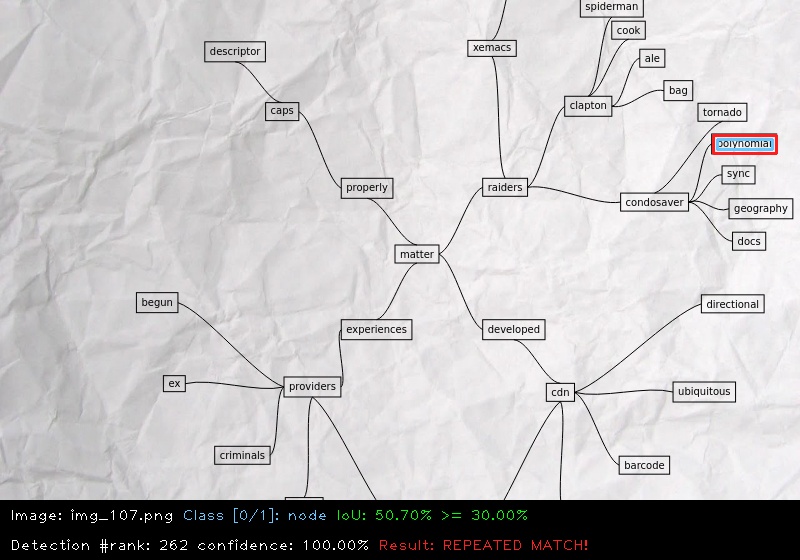 spiderman
cook
xemacs
descriptor
ale
bag
clapton
caps
tornado
polynomial
sync
properly
raiders
condosaver
geography
docs
matter
begun
directional
experiences
developed
ex
providers
cdn
ubiquitous
criminals
barcode
Image: img_107.png Class [0/1]: node IoU: 50.70% >= 30.00%
Detection #rank: 262 confidence: 100.00% Result: REPEATED MATCH!